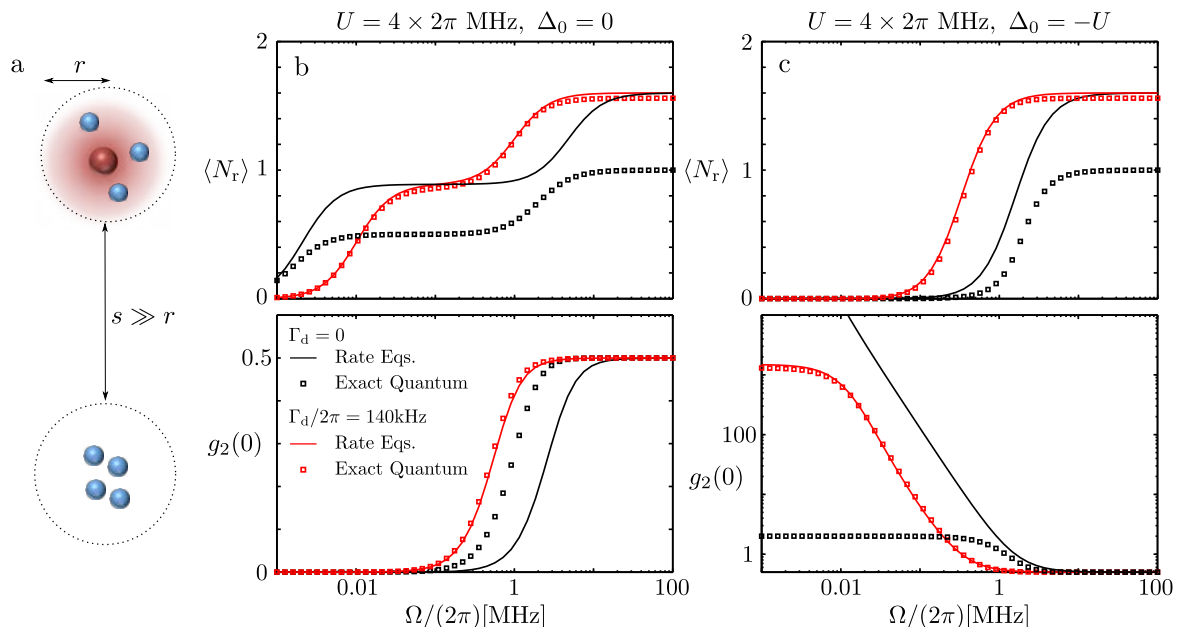 U = 4 × 2π MHz, Δ₀ = 0
U = 4 × 2π MHz, Δ₀ = −U
a
r
s ≫ r
b
2
⟨Nᵣ⟩
1
0
c
2
⟨Nᵣ⟩
1
0
0.5
g₂(0)
0
Γ_d = 0
Rate Eqs.
Exact Quantum
Γ_d/2π = 140kHz
Rate Eqs.
Exact Quantum
0.01 1 100
Ω/(2π)[MHz]
100
g₂(0)
1
0.01 1 100
Ω/(2π)[MHz]